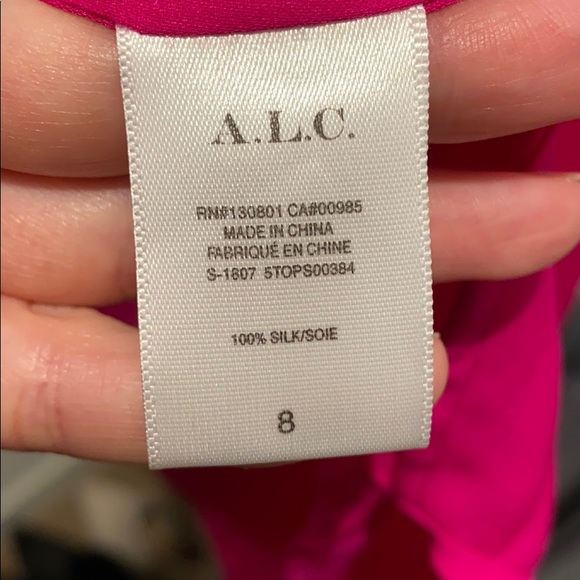 A.L.C.
RN#130801 CA#00985
MADE IN CHINA
FABRIQUÉ EN CHINE
S-1607 5TOPS00384
100% SILK/SOIE
8